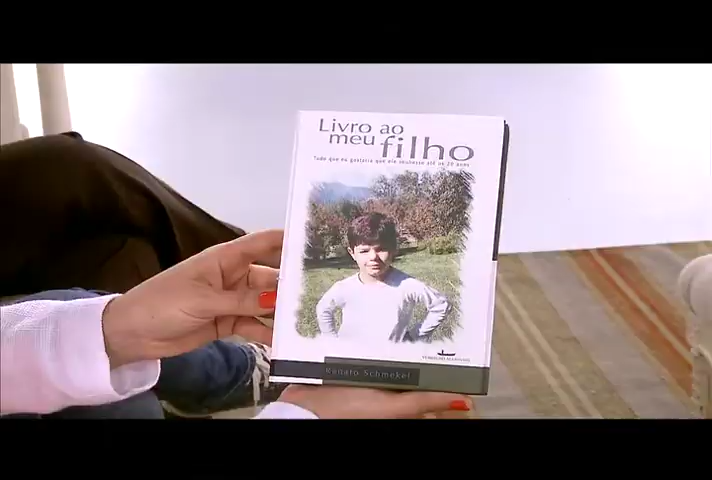 Livro ao
meu filho
Tudo que eu gostaria que ele soubesse até os 20 anos
Renato Schmekel